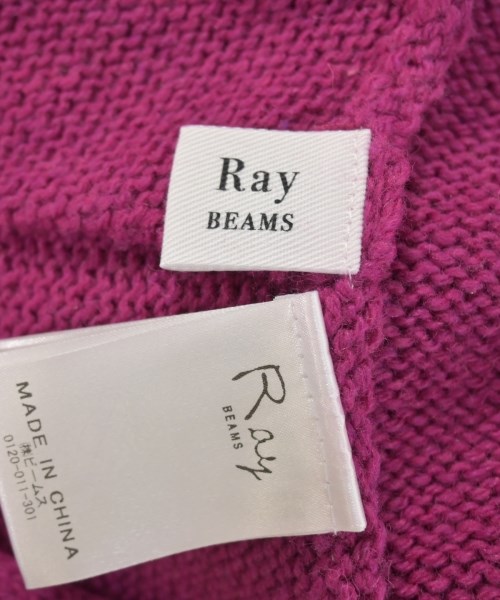 Ray
BEAMS
Ray
BEAMS
MADE IN CHINA
㈱ビームス
0120-011-301